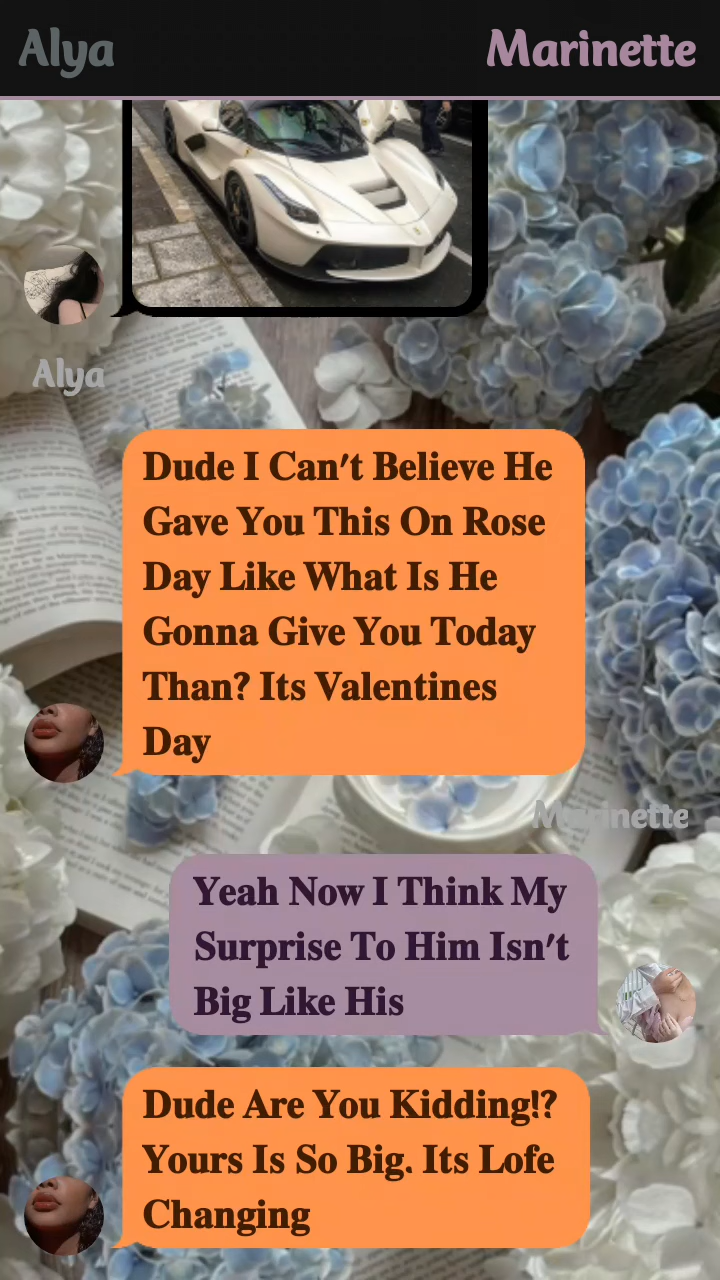 Alya
Marinette
Alya
Dude I Can't Believe He
Gave You This On Rose
Day Like What Is He
Gonna Give You Today
Than? Its Valentines
Day
Marinette
Yeah Now I Think My
Surprise To Him Isn't
Big Like His
Dude Are You Kidding!?
Yours Is So Big. Its Lofe
Changing